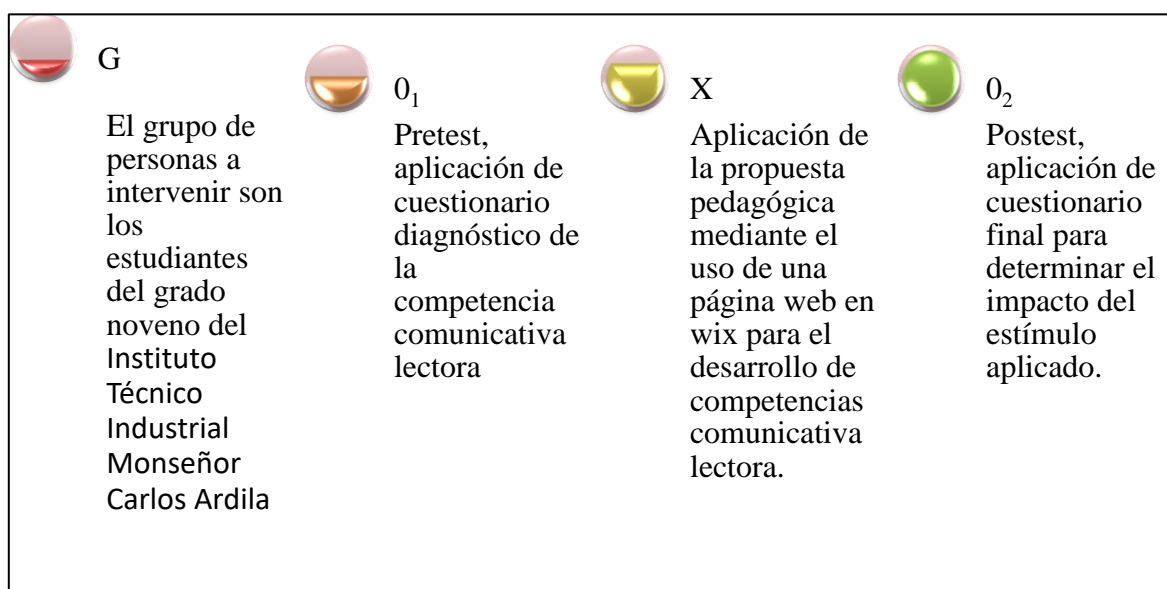 G
El grupo de
personas a
intervenir son
los
estudiantes
del grado
noveno del
Instituto
Técnico
Industrial
Monseñor
Carlos Ardila
0₁
Pretest,
aplicación de
cuestionario
diagnóstico de
la
competencia
comunicativa
lectora
X
Aplicación de
la propuesta
pedagógica
mediante el
uso de una
página web en
wix para el
desarrollo de
competencias
comunicativa
lectora.
0₂
Postest,
aplicación de
cuestionario
final para
determinar el
impacto del
estímulo
aplicado.